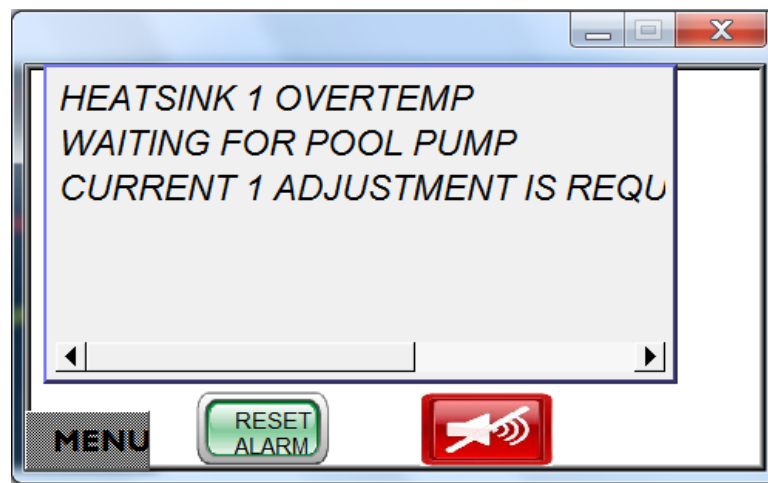 HEATSINK 1 OVERTEMP
WAITING FOR POOL PUMP
CURRENT 1 ADJUSTMENT IS REQU
MENU
RESET
ALARM